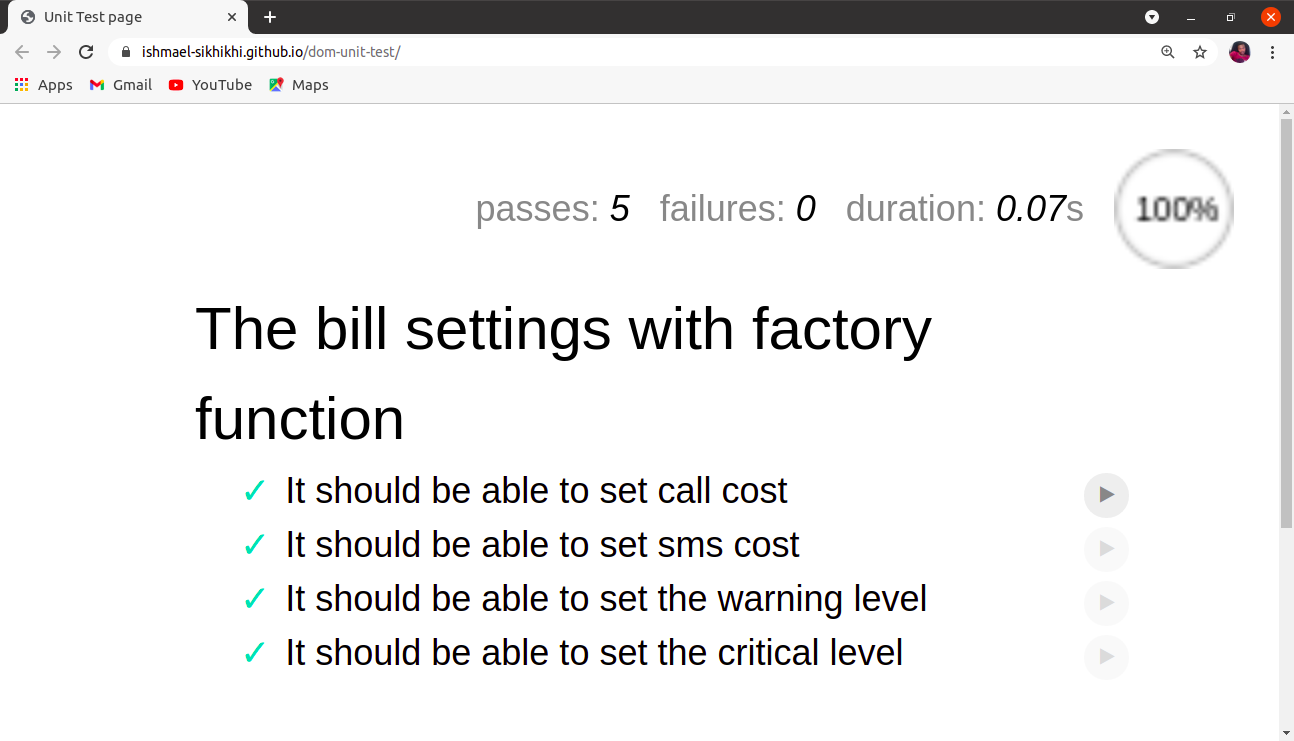 Unit Test page
ishmael-sikhikhi.github.io/dom-unit-test/
Apps Gmail YouTube Maps
passes: 5 failures: 0 duration: 0.07s 100%
The bill settings with factory
function
✓ It should be able to set call cost
✓ It should be able to set sms cost
✓ It should be able to set the warning level
✓ It should be able to set the critical level